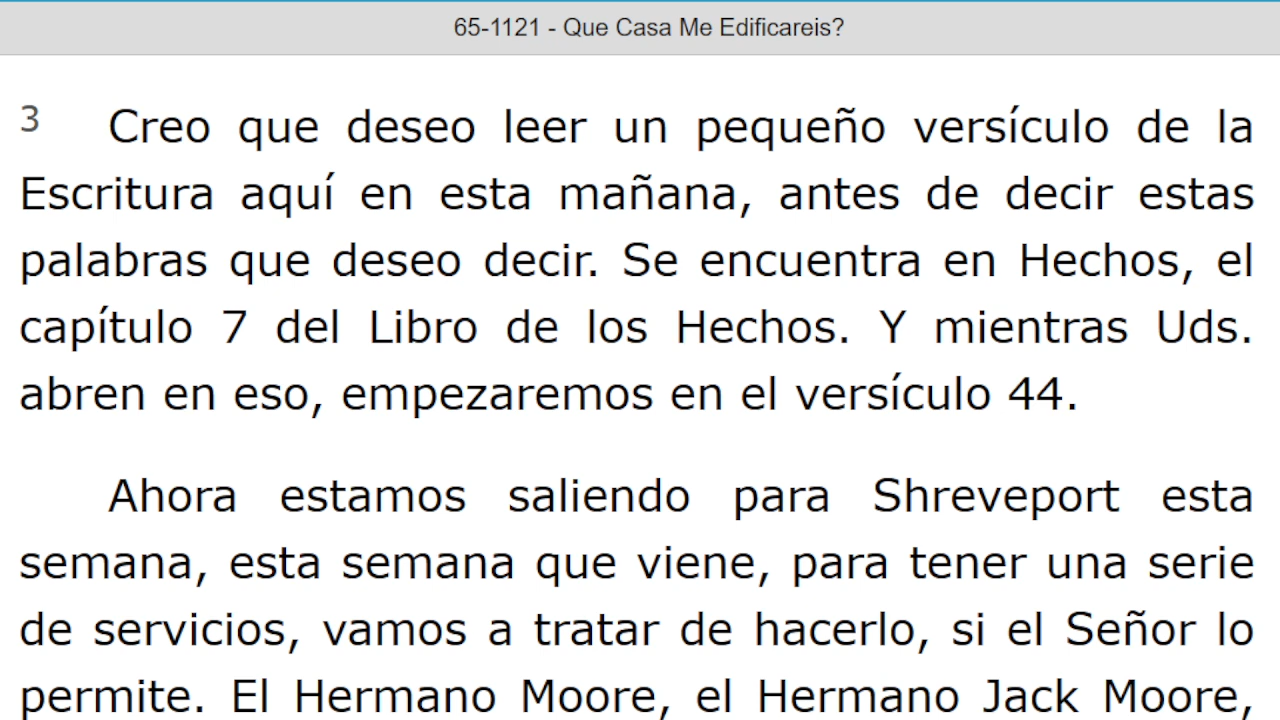 65-1121 - Que Casa Me Edificareis?
3 Creo que deseo leer un pequeño versículo de la
Escritura aquí en esta mañana, antes de decir estas
palabras que deseo decir. Se encuentra en Hechos, el
capítulo 7 del Libro de los Hechos. Y mientras Uds.
abren en eso, empezaremos en el versículo 44.
Ahora estamos saliendo para Shreveport esta
semana, esta semana que viene, para tener una serie
de servicios, vamos a tratar de hacerlo, si el Señor lo
permite. El Hermano Moore, el Hermano Jack Moore,